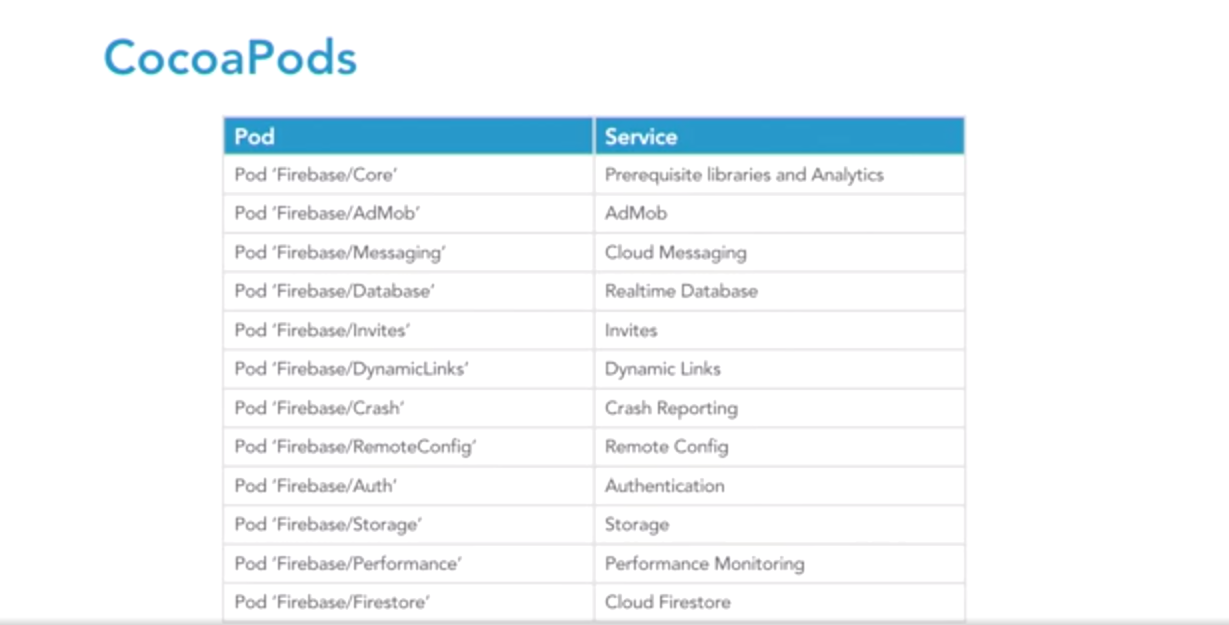 CocoaPods
Pod Service
Pod ‘Firebase/Core’ Prerequisite libraries and Analytics
Pod ‘Firebase/AdMob’ AdMob
Pod ‘Firebase/Messaging’ Cloud Messaging
Pod ‘Firebase/Database’ Realtime Database
Pod ‘Firebase/Invites’ Invites
Pod ‘Firebase/DynamicLinks’ Dynamic Links
Pod ‘Firebase/Crash’ Crash Reporting
Pod ‘Firebase/RemoteConfig’ Remote Config
Pod ‘Firebase/Auth’ Authentication
Pod ‘Firebase/Storage’ Storage
Pod ‘Firebase/Performance’ Performance Monitoring
Pod ‘Firebase/Firestore’ Cloud Firestore